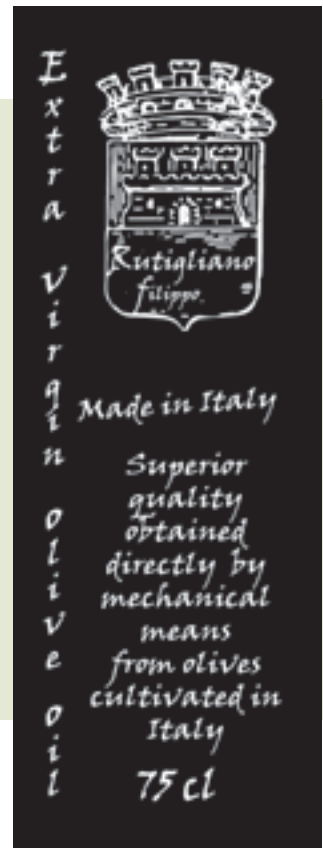 Extra Virgin olive oil
Rutigliano
filippo.
Made in Italy
Superior
quality
obtained
directly by
mechanical
means
from olives
cultivated in
Italy
75 cl